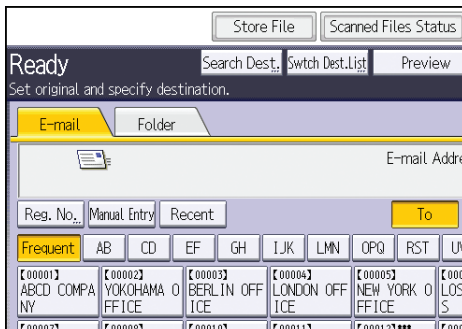 Store File Scanned Files Status
Ready Search Dest. Swtch Dest.List Preview
Set original and specify destination.
E-mail Folder
E-mail Addre
Reg. No. Manual Entry Recent To
Frequent AB CD EF GH IJK LMN OPQ RST
【00001】 【00002】 【00003】 【00004】 【00005】
ABCD COMPA YOKOHAMA O BERLIN OFF LONDON OFF NEW YORK O LOS
NY FFICE ICE ICE FFICE S